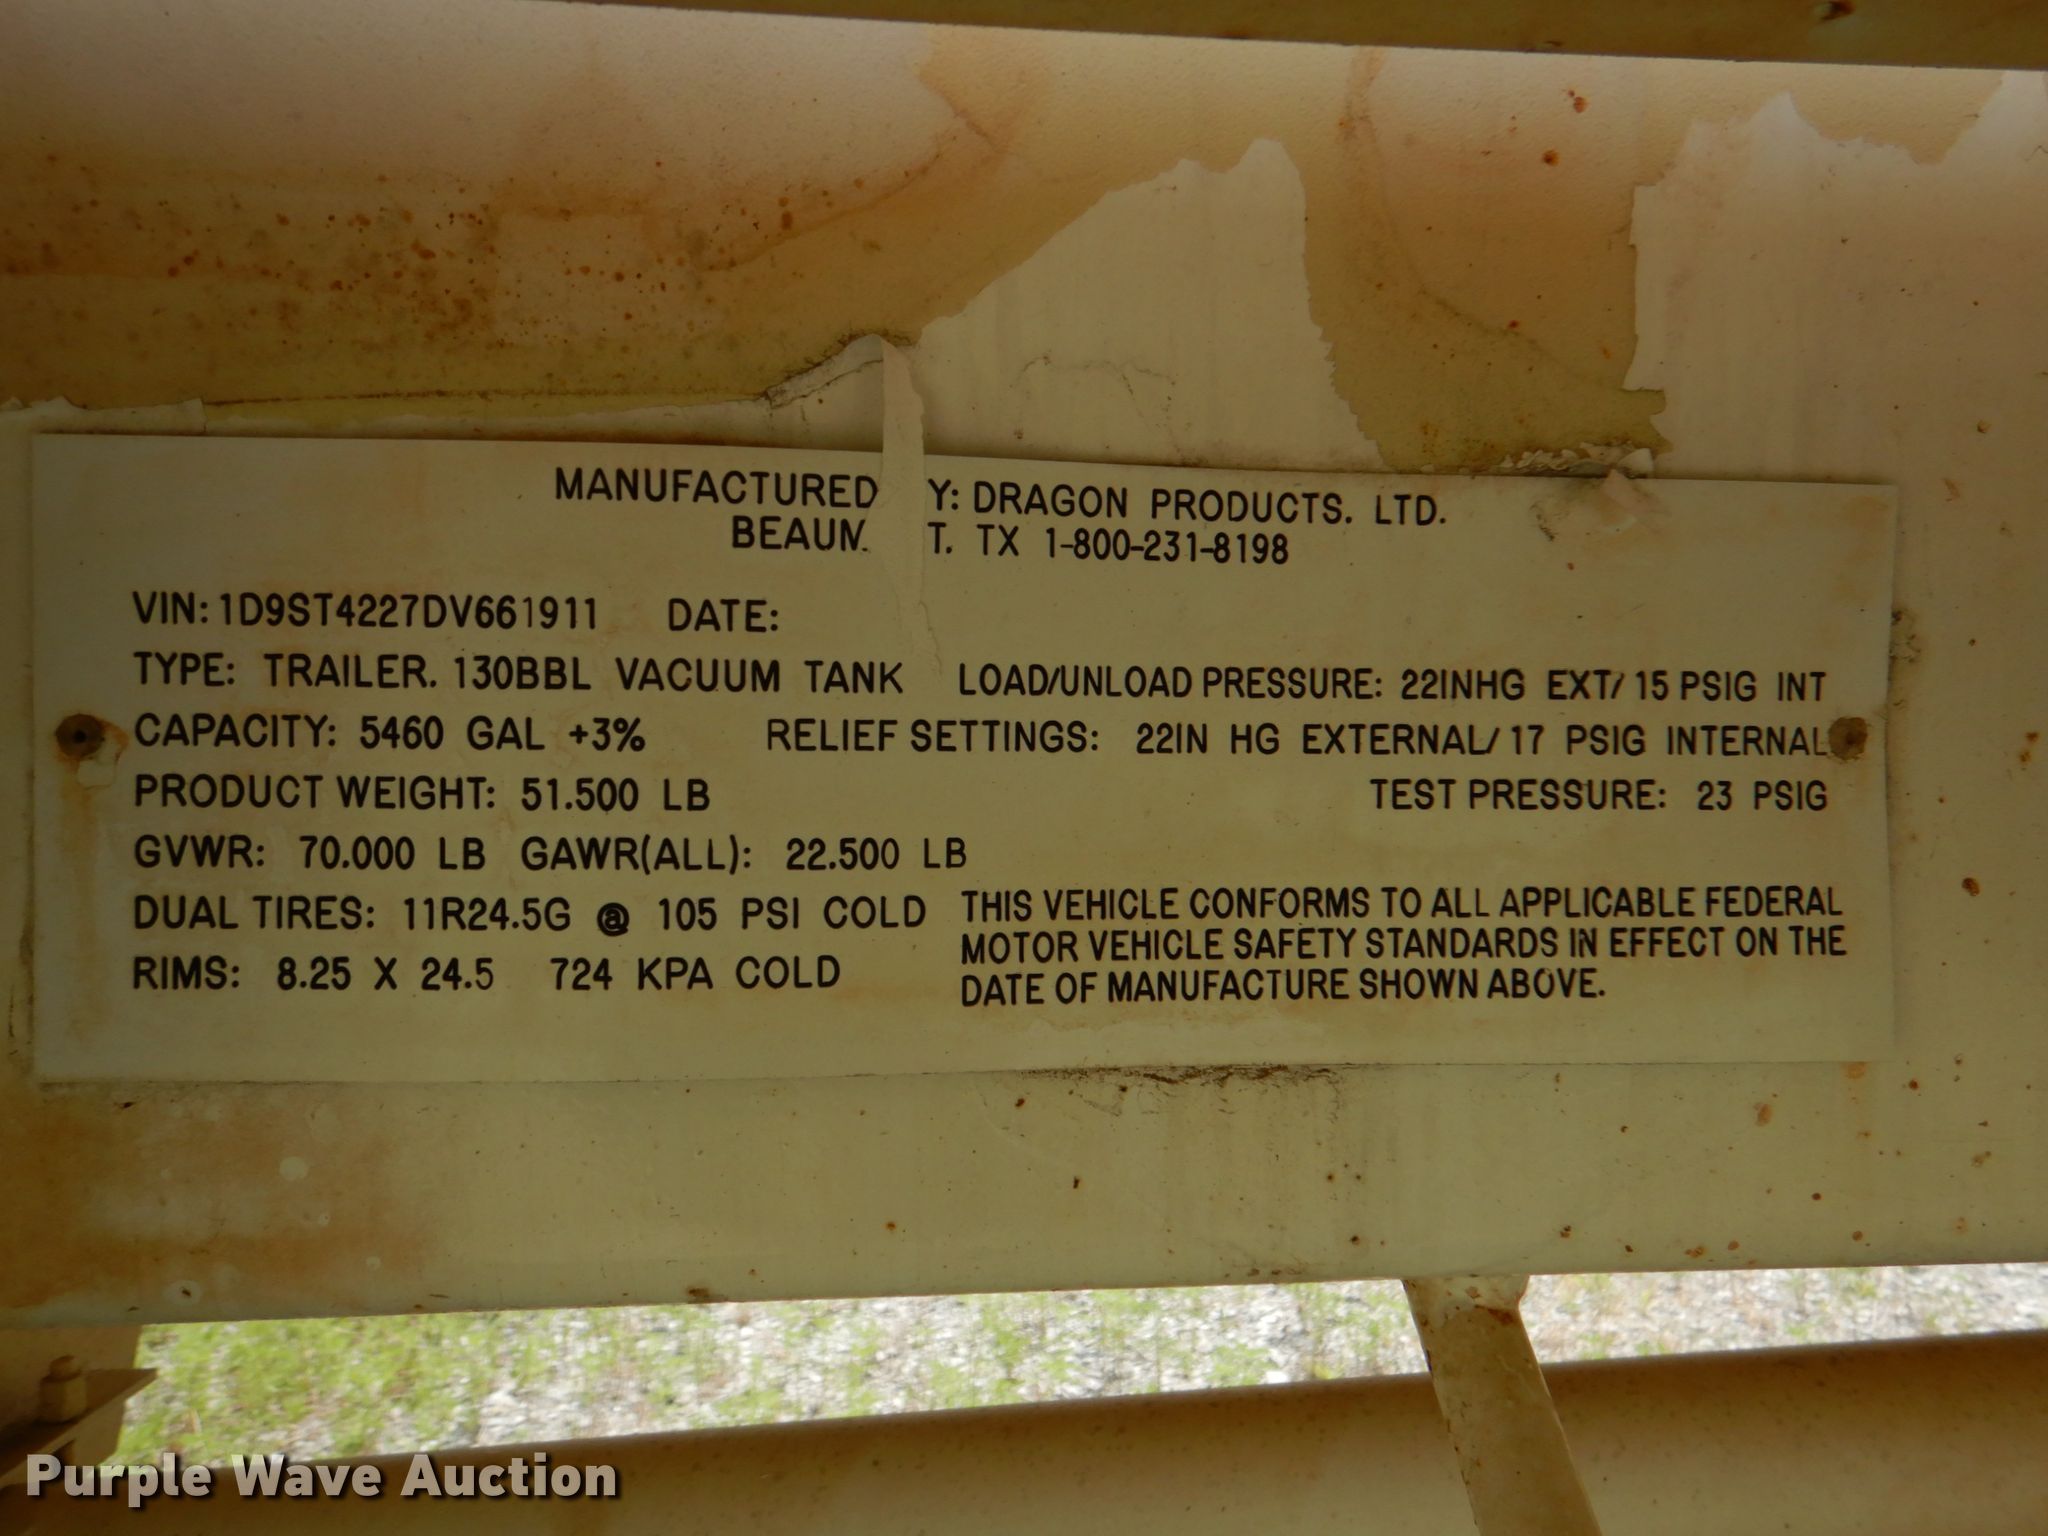 MANUFACTURED Y: DRAGON PRODUCTS. LTD.
T. TX 1-800-231-8198
VIN: 1D9ST4227DV661911 DATE:
TYPE: TRAILER. 130BBL VACUUM TANK LOAD/UNLOAD PRESSURE: 22INHG EXT/ 15 PSIG INT
CAPACITY: 5460 GAL +3% RELIEF SETTINGS: 22IN HG EXTERNAL/ 17 PSIG INTERNAL
PRODUCT WEIGHT: 51.500 LB TEST PRESSURE: 23 PSIG
GVWR: 70.000 LB GAWR(ALL): 22.500 LB
DUAL TIRES: 11R24.5G @ 105 PSI COLD
RIMS: 8.25 X 24.5 724 KPA COLD
THIS VEHICLE CONFORMS TO ALL APPLICABLE FEDERAL
MOTOR VEHICLE SAFETY STANDARDS IN EFFECT ON THE
DATE OF MANUFACTURE SHOWN ABOVE.
Purple Wave Auction